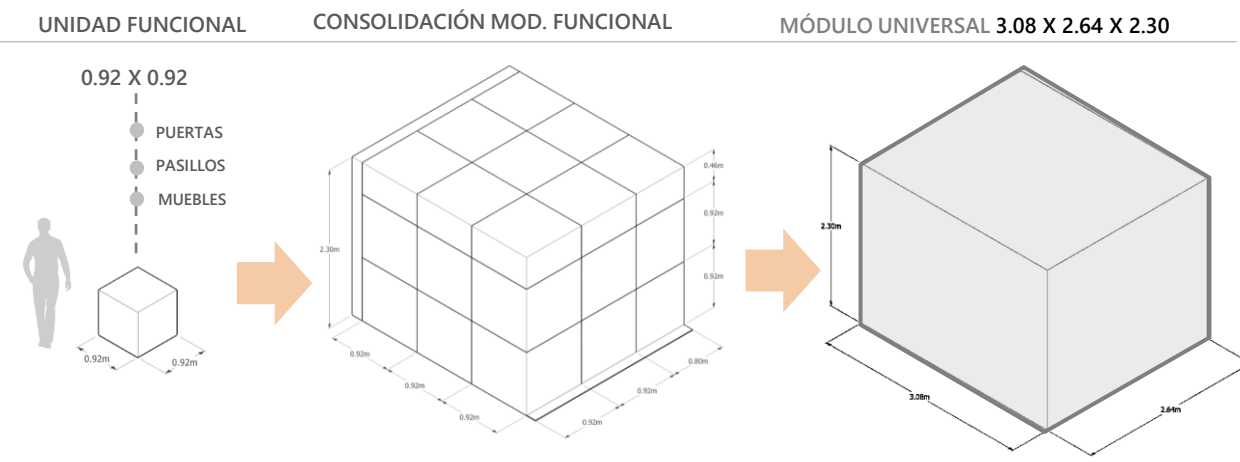 UNIDAD FUNCIONAL
CONSOLIDACIÓN MOD. FUNCIONAL
MÓDULO UNIVERSAL 3.08 X 2.64 X 2.30
0.92 X 0.92
PUERTAS
PASILLOS
MUEBLES
0.92m
0.92m
2.30m
0.46m
0.92m
0.92m
0.92m
0.92m
0.92m
0.80m
0.92m
0.92m
2.30m
3.08m
2.64m